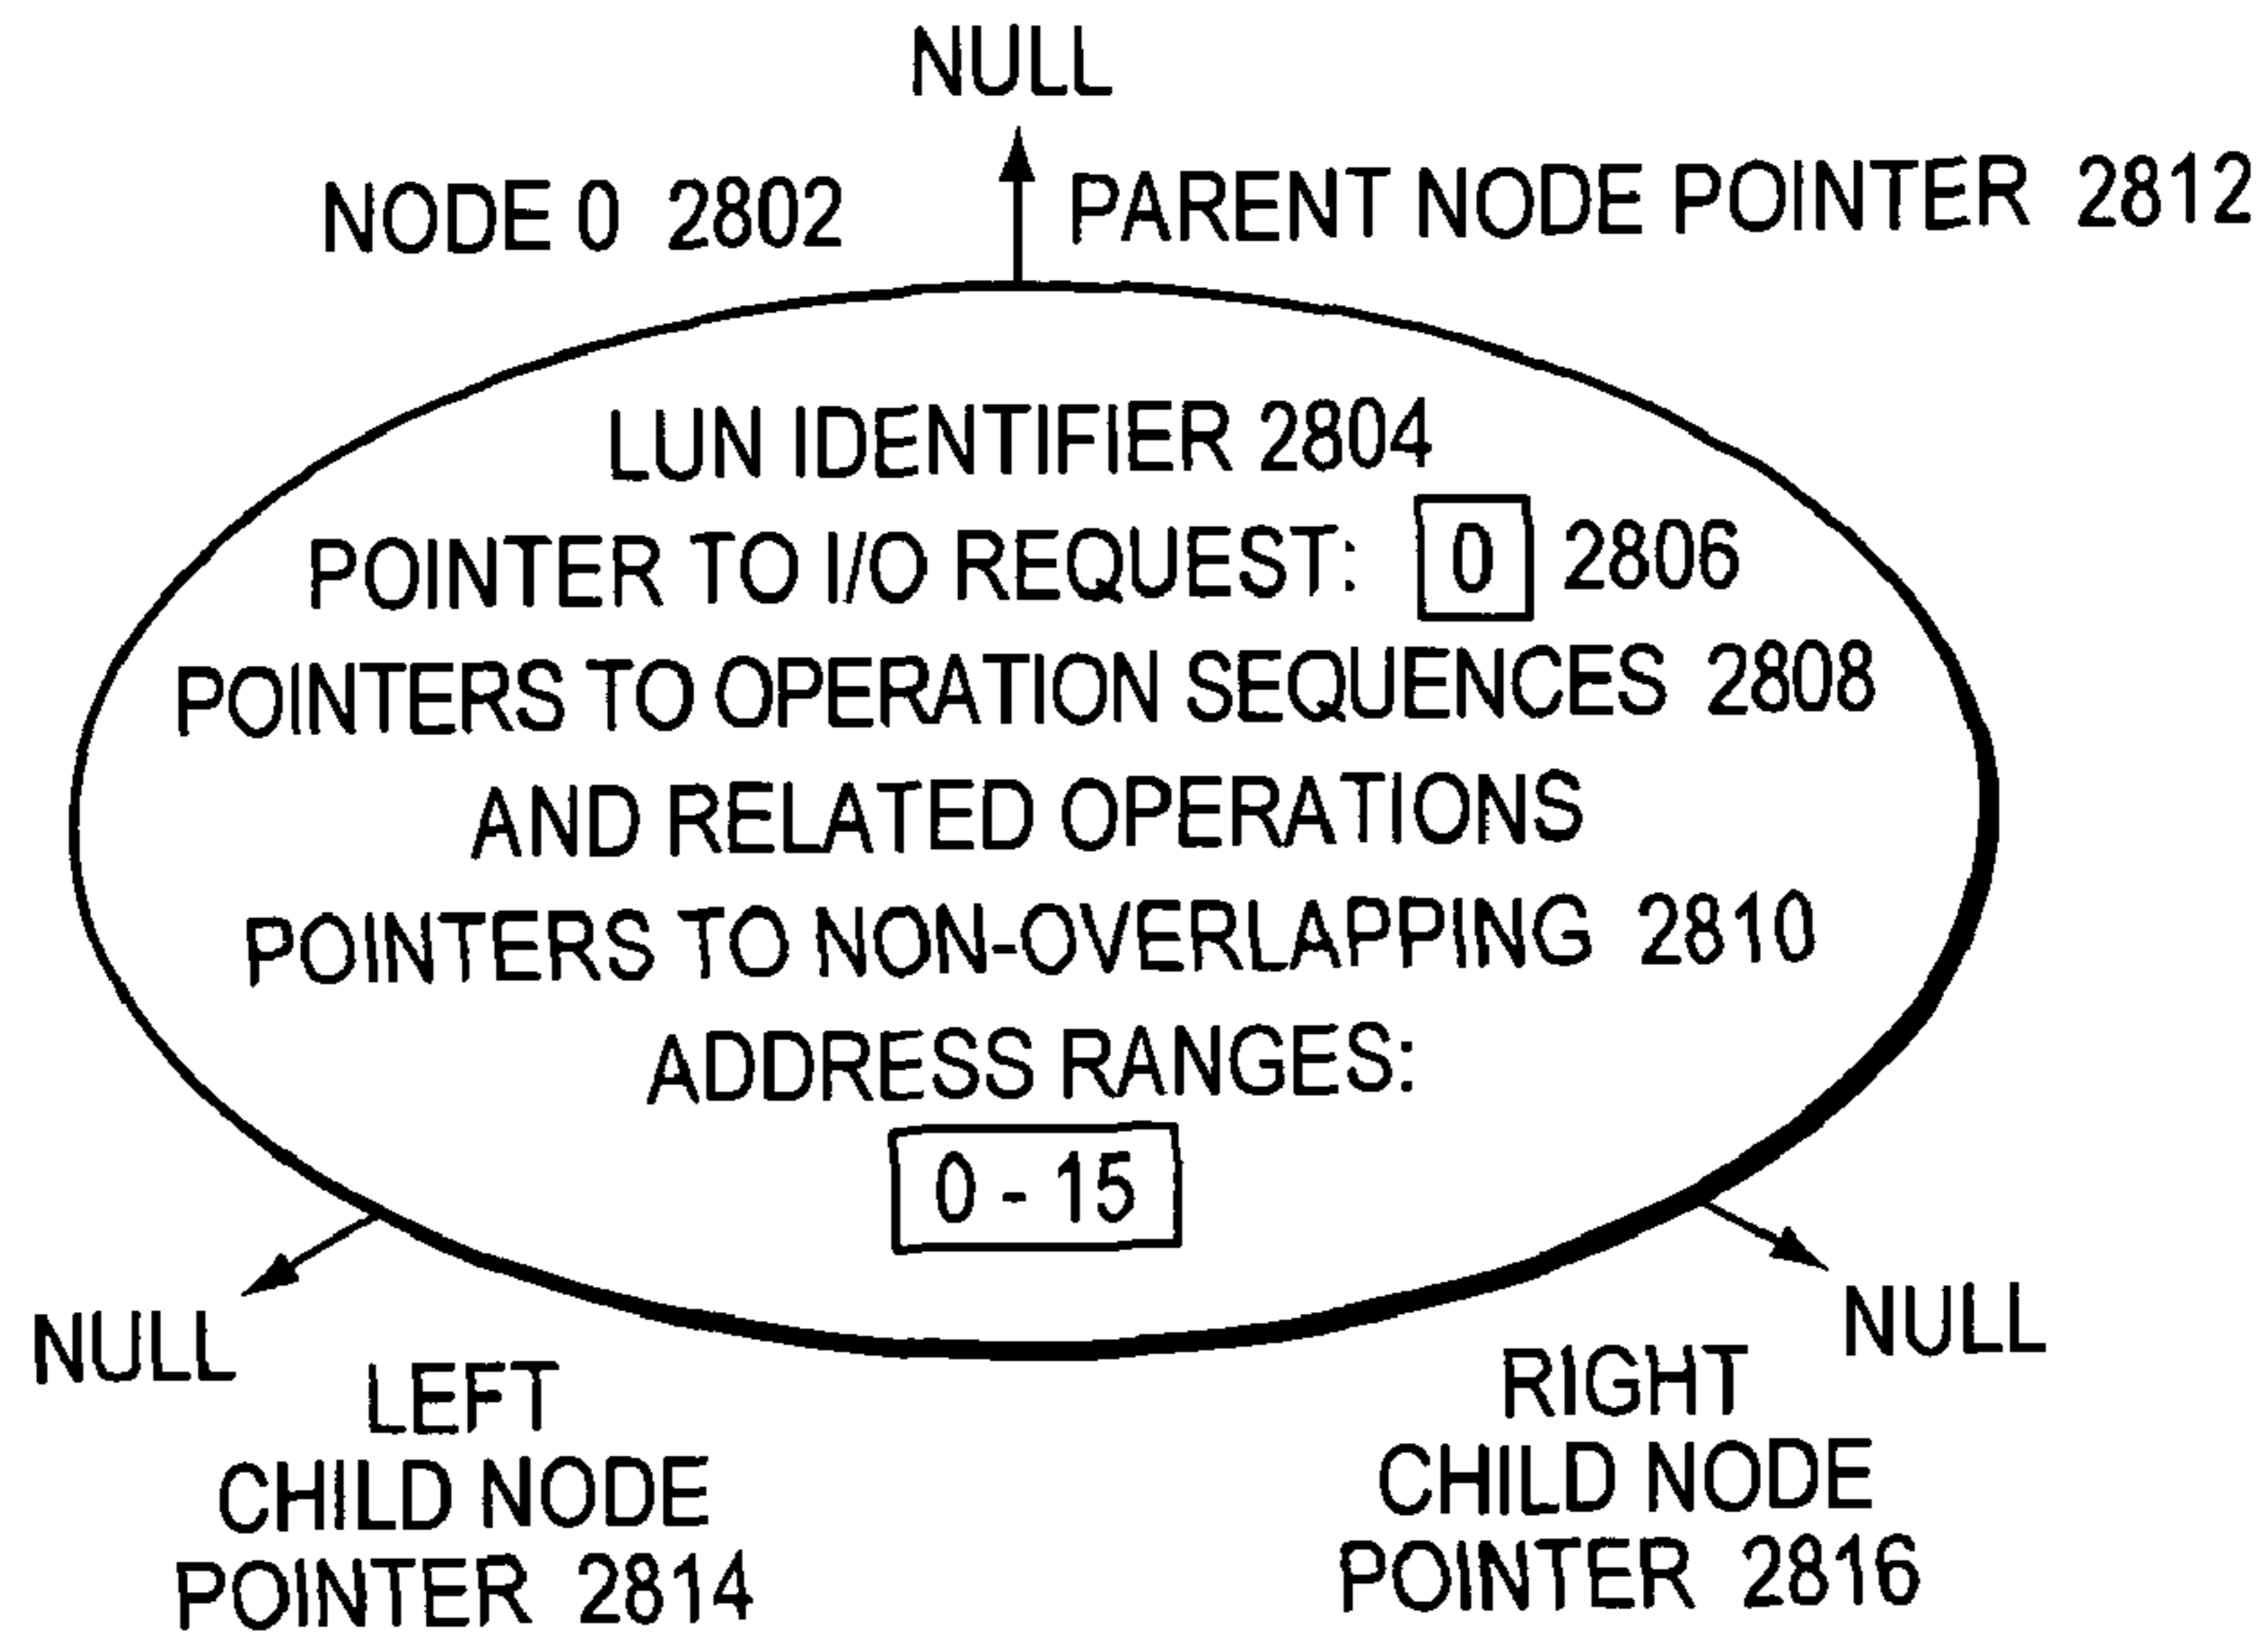 NULL
NODE 0 2802
PARENT NODE POINTER 2812
LUN IDENTIFIER 2804
POINTER TO I/O REQUEST: 0 2806
POINTERS TO OPERATION SEQUENCES 2808
AND RELATED OPERATIONS
POINTERS TO NON-OVERLAPPING 2810
ADDRESS RANGES:
0 - 15
NULL
LEFT
CHILD NODE
POINTER 2814
NULL
RIGHT
CHILD NODE
POINTER 2816